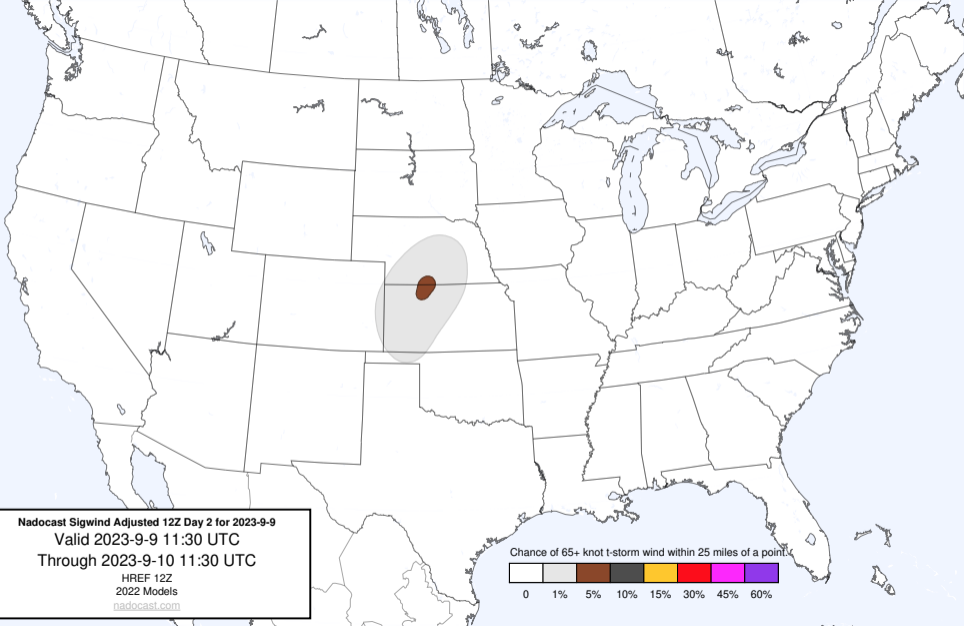 Nadocast Sigwind Adjusted 12Z Day 2 for 2023-9-9
Valid 2023-9-9 11:30 UTC
Through 2023-9-10 11:30 UTC
HREF 12Z
2022 Models
nadocast.com
Chance of 65+ knot t-storm wind within 25 miles of a point.
0 1% 5% 10% 15% 30% 45% 60%